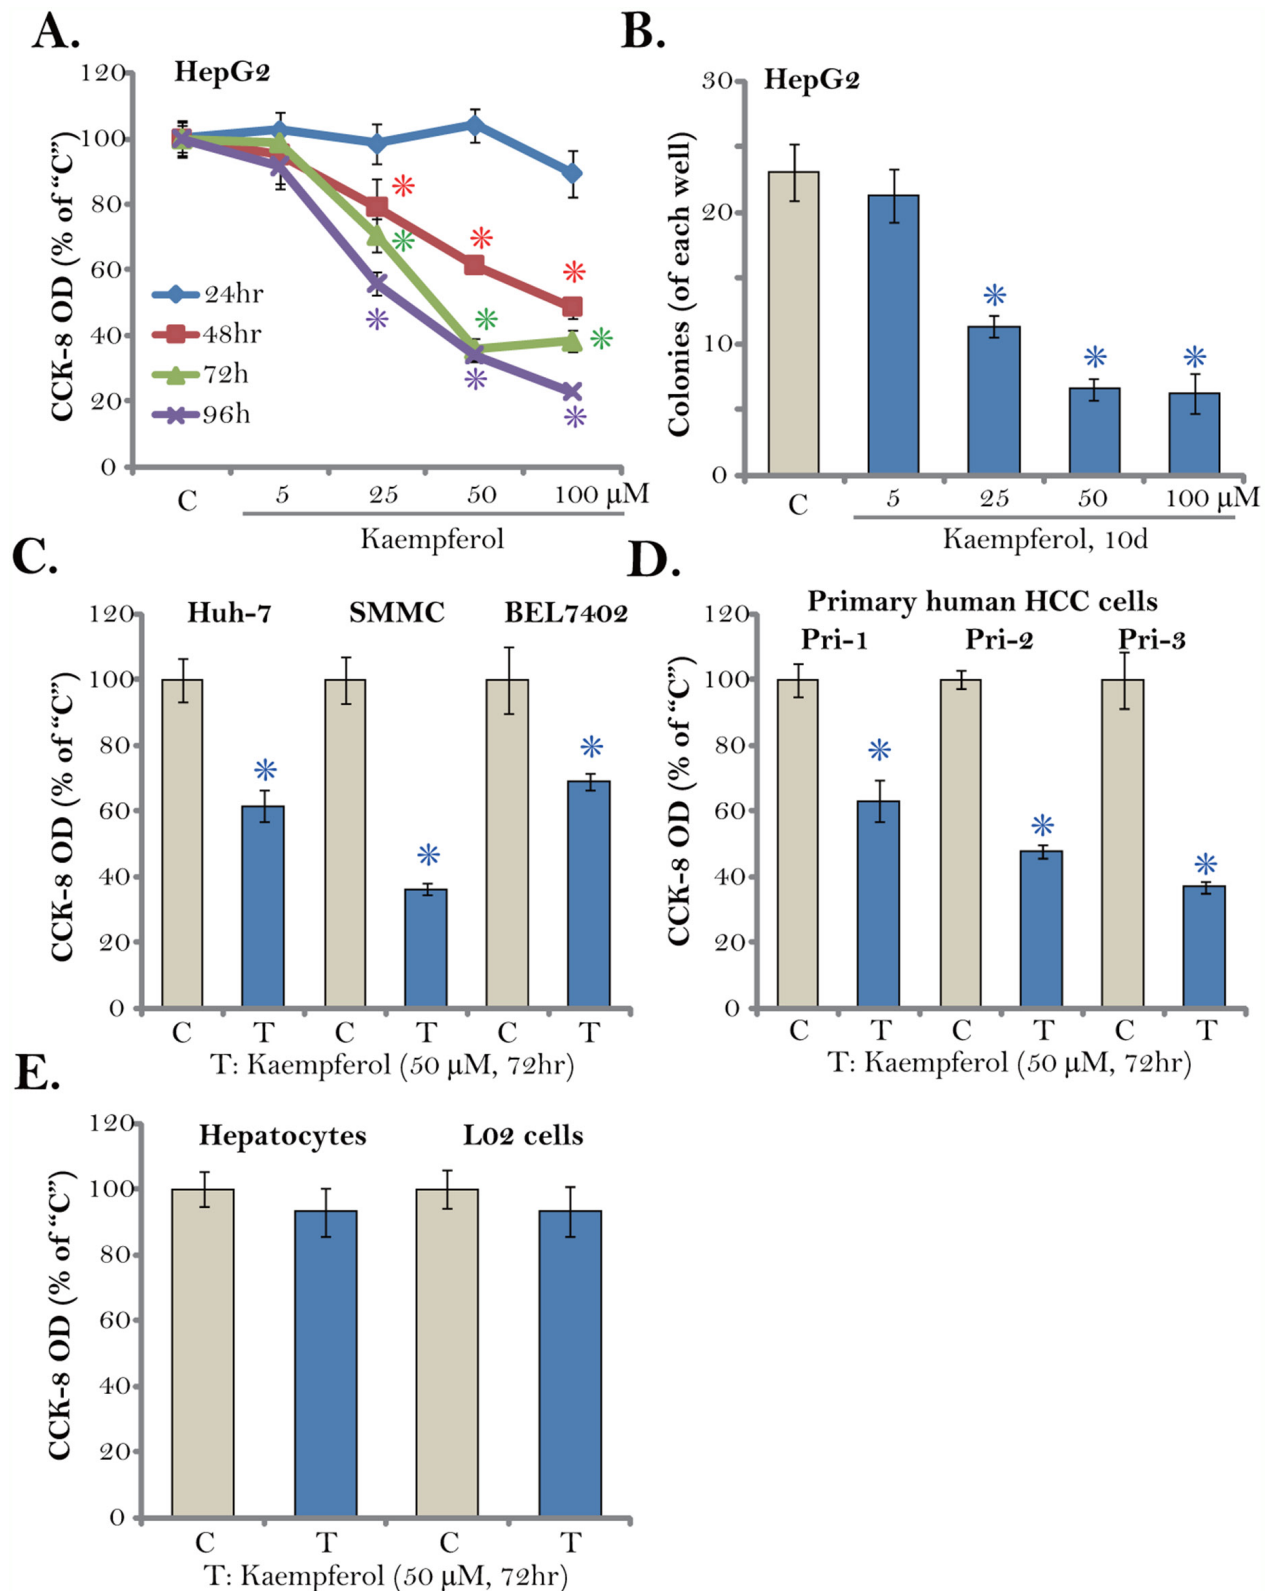 A.
HepG2
120
100
80
60
40
20
0
CCK-8 OD (% of “C”)
24hr
48hr
72h
96h
C 5 25 50 100 µM
Kaempferol
B.
HepG2
30
20
10
0
Colonies (of each well)
C 5 25 50 100 µM
Kaempferol, 10d
C.
Huh-7 SMMC BEL7402
120
100
80
60
40
20
0
CCK-8 OD (% of “C”)
C T C T C T
T: Kaempferol (50 µM, 72hr)
D.
Primary human HCC cells
Pri-1 Pri-2 Pri-3
120
100
80
60
40
20
0
CCK-8 OD (% of “C”)
C T C T C T
T: Kaempferol (50 µM, 72hr)
E.
Hepatocytes L02 cells
120
100
80
60
40
20
0
CCK-8 OD (% of “C”)
C T C T
T: Kaempferol (50 µM, 72hr)